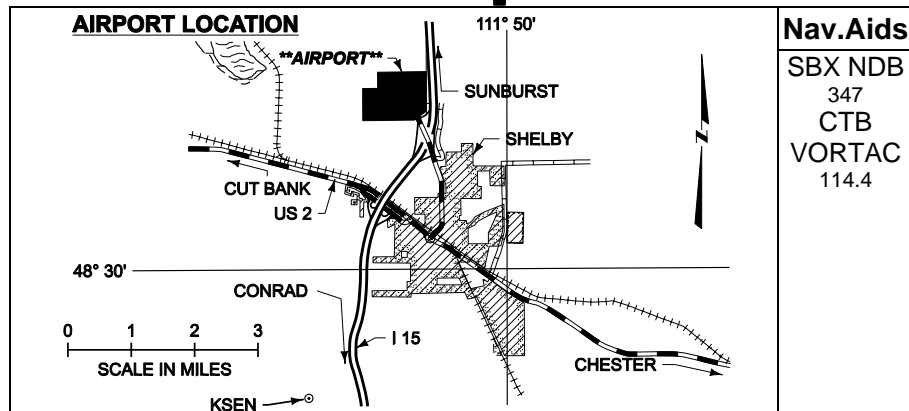 AIRPORT LOCATION
111° 50'
**AIRPORT**
SUNBURST
SHELBY
CUT BANK
US 2
48° 30'
CONRAD
0 1 2 3
SCALE IN MILES
I 15
CHESTER
KSEN
N
Nav.Aids
SBX NDB
347
CTB
VORTAC
114.4